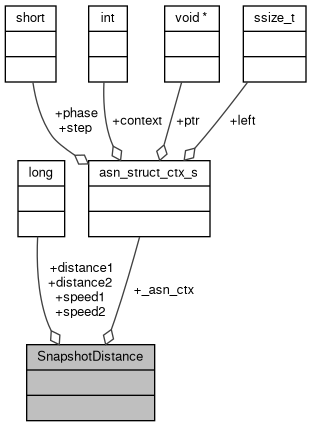 short
int
void *
ssize_t
+phase
+step
+context
+ptr
+left
long
asn_struct_ctx_s
+distance1
+distance2
+speed1
+speed2
+_asn_ctx
SnapshotDistance